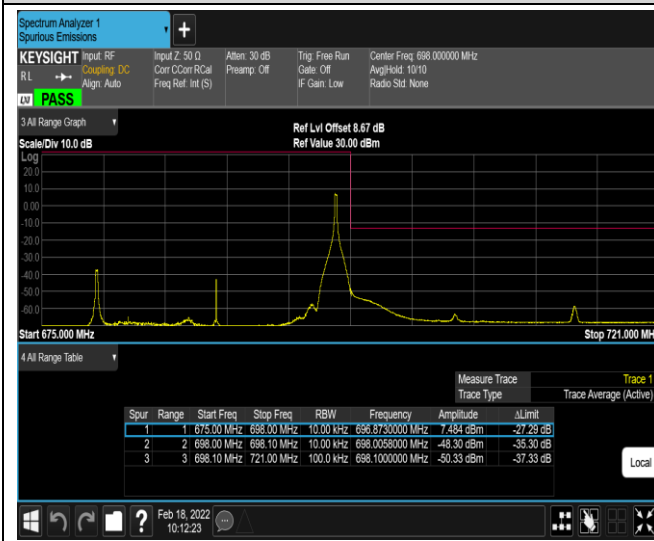 Spectrum Analyzer 1
Spurious Emissions
KEYSIGHT Input: RF Input Z: 50 Ω Atten: 30 dB Trig: Free Run Center Freq: 698.000000 MHz
R L Coupling: DC Corr CCorr RCal Preamp: Off Gate: Off Avg|Hold: 10/10
Align: Auto Freq Ref: Int (S) IF Gain: Low Radio Std: None
LXI PASS
3 All Range Graph
Ref Lvl Offset 8.67 dB
Scale/Div 10.0 dB Ref Value 30.00 dBm
Log
20.0
10.0
0.00
-10.0
-20.0
-30.0
-40.0
-50.0
-60.0
Start 675.000 MHz Stop 721.000 MH
4 All Range Table
Measure Trace Trace 1
Trace Type Trace Average (Active)
Spur Range Start Freq Stop Freq RBW Frequency Amplitude ΔLimit
1 1 675.00 MHz 698.00 MHz 10.00 kHz 696.8730000 MHz 7.484 dBm -27.29 dB
2 2 698.00 MHz 698.10 MHz 10.00 kHz 698.0058000 MHz -48.30 dBm -35.30 dB
3 3 698.10 MHz 721.00 MHz 100.0 kHz 698.1000000 MHz -50.33 dBm -37.33 dB
Local
? Feb 18, 2022
10:12:23